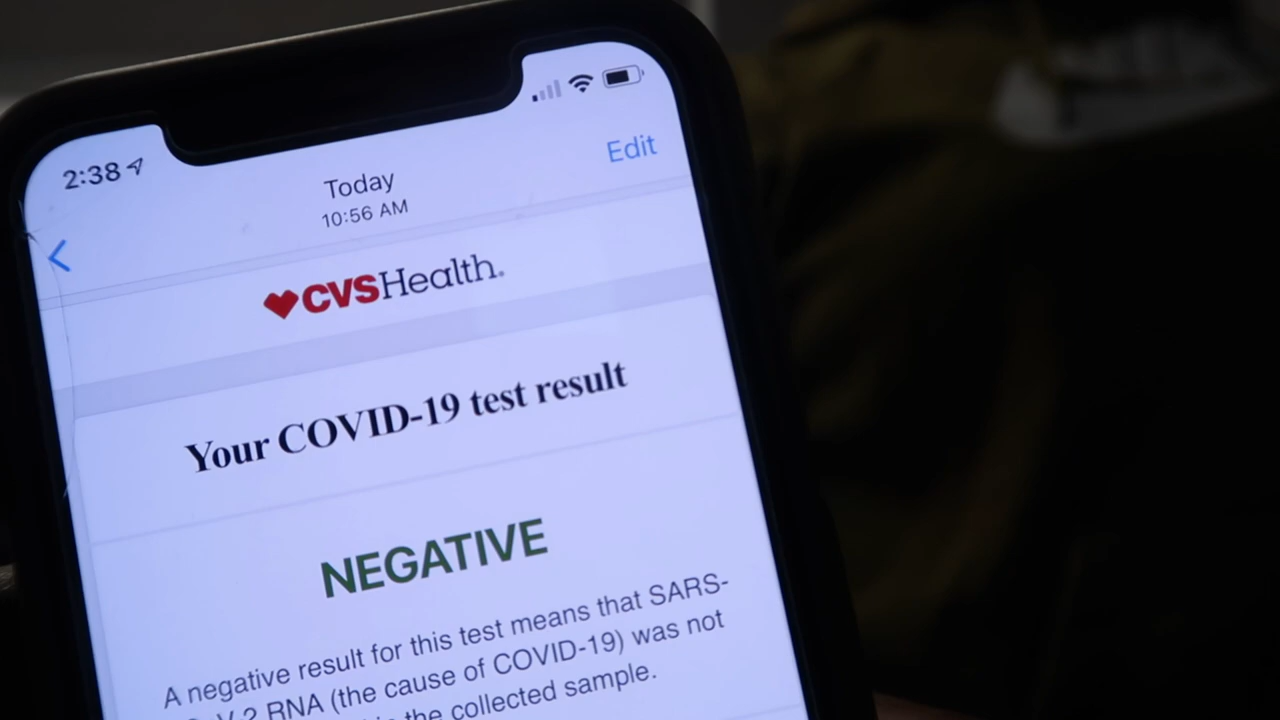 2:38
Edit
Today
10:56 AM
CVSHealth.
Your COVID-19 test result
NEGATIVE
A negative result for this test means that SARS-
2 RNA (the cause of COVID-19) was not
the collected sample.